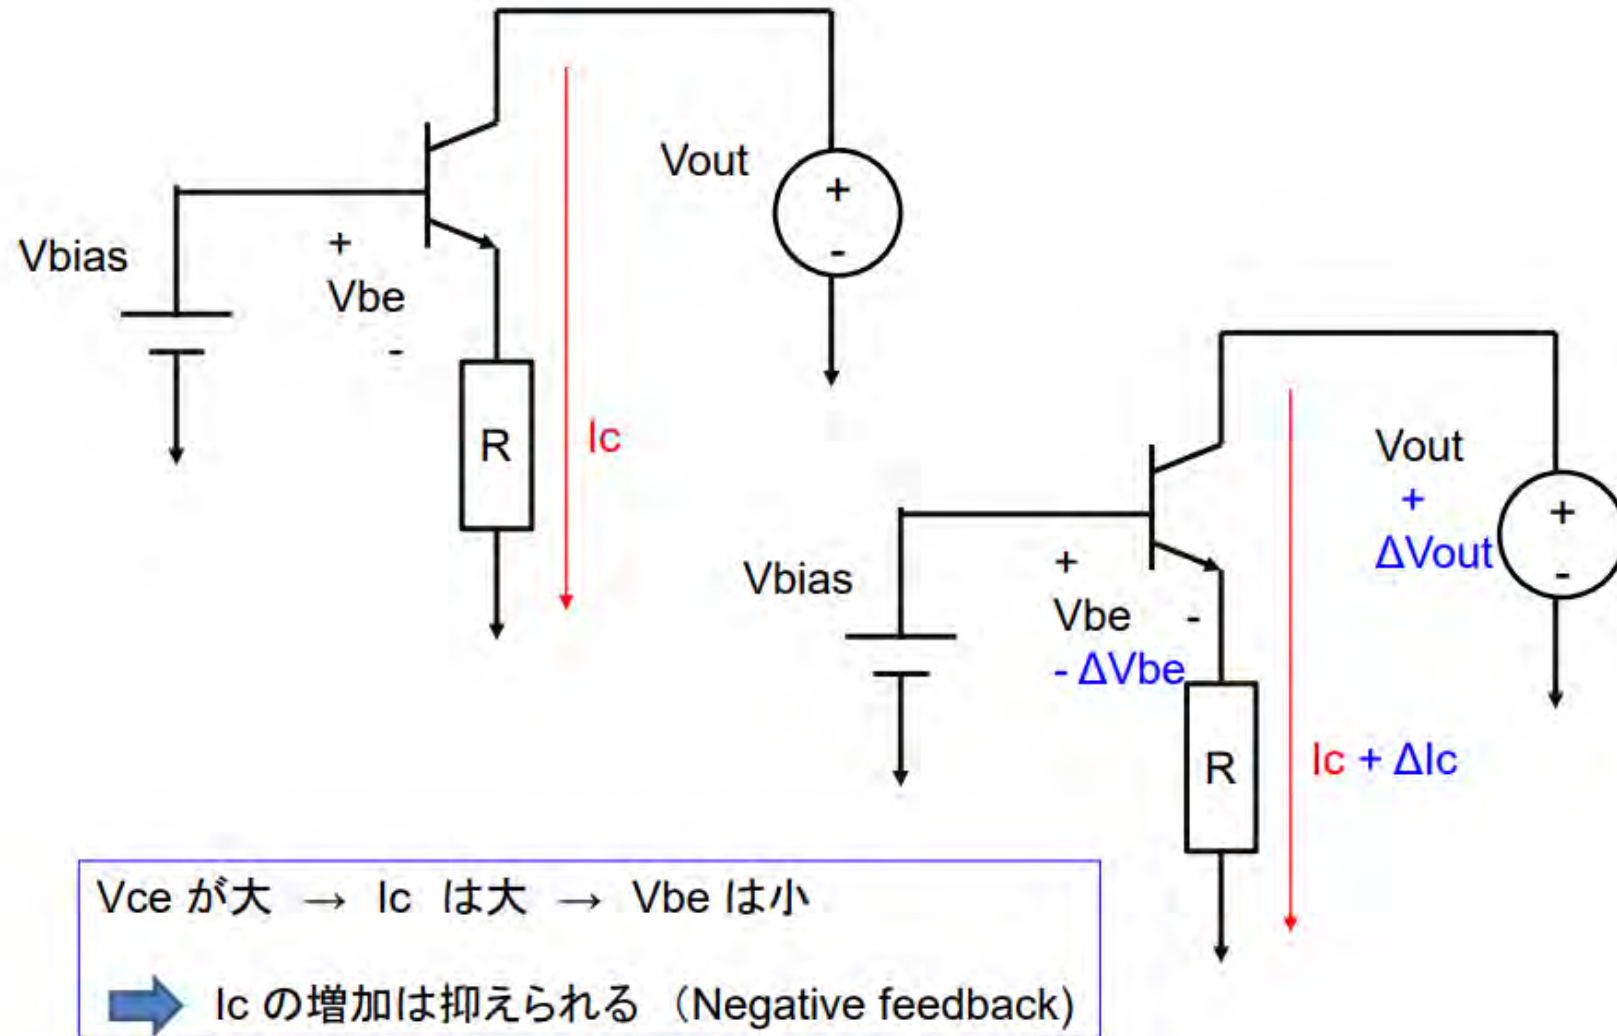 Vout
+
-
Vbias
+
Vbe
-
R
Ic
Vout
+
ΔVout
+
-
Vbias
+
Vbe -
- ΔVbe
R
Ic + ΔIc
Vce が大 → Ic は大 → Vbe は小
Ic の増加は抑えられる (Negative feedback)